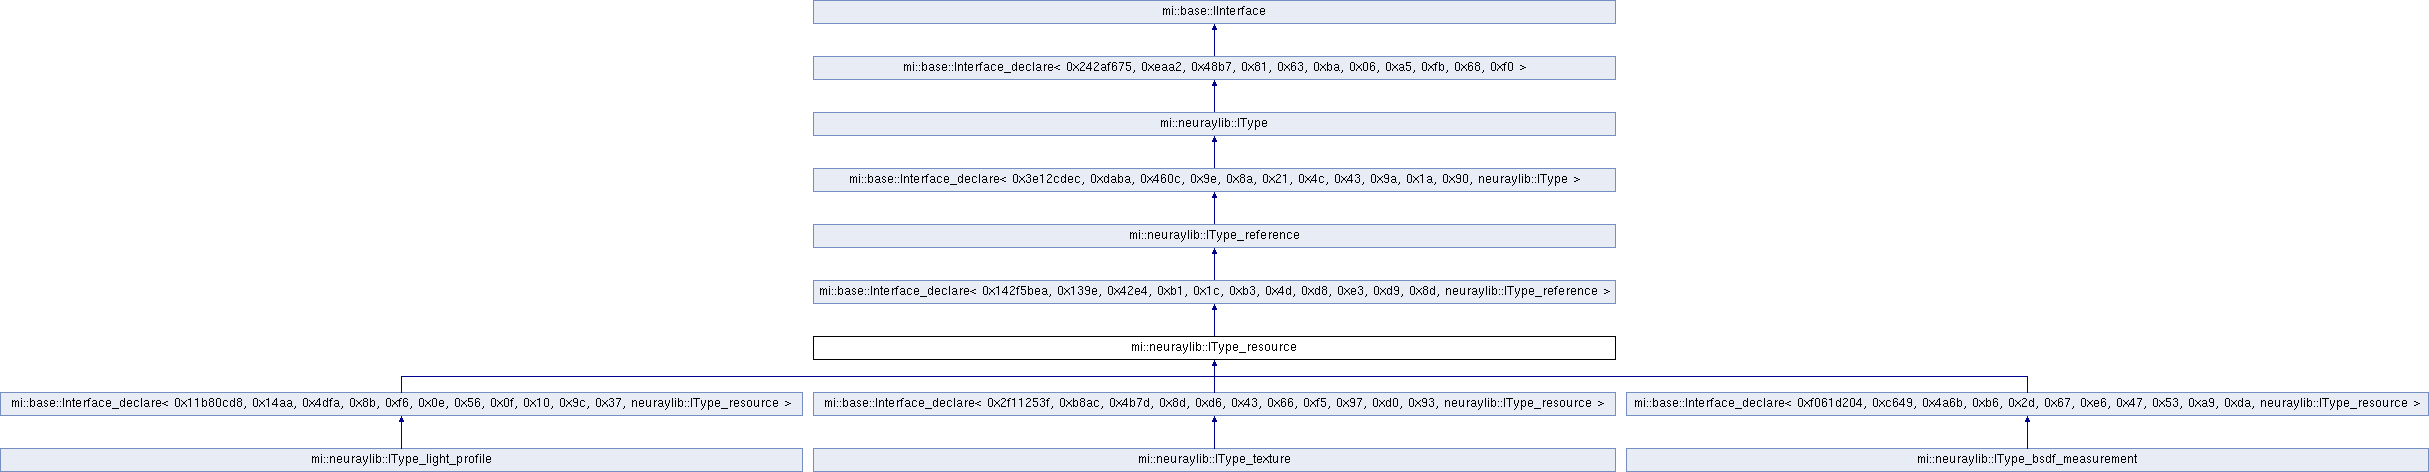 mi::base::IInterface
mi::base::Interface_declare< 0x242af675, 0xeaa2, 0x48b7, 0x81, 0x63, 0xba, 0x06, 0xa5, 0xfb, 0x68, 0xf0 >
mi::neuraylib::IType
mi::base::Interface_declare< 0x3e12cdec, 0xdaba, 0x460c, 0x9e, 0x8a, 0x21, 0x4c, 0x43, 0x9a, 0x1a, 0x90, neuraylib::IType >
mi::neuraylib::IType_reference
mi::base::Interface_declare< 0x142f5bea, 0x139e, 0x42e4, 0xb1, 0x1c, 0xb3, 0x4d, 0xd8, 0xe3, 0xd9, 0x8d, neuraylib::IType_reference >
mi::neuraylib::IType_resource
mi::base::Interface_declare< 0x11b80cd8, 0x14aa, 0x4dfa, 0x8b, 0xf6, 0x0e, 0x56, 0x0f, 0x10, 0x9c, 0x37, neuraylib::IType_resource >
mi::base::Interface_declare< 0x2f11253f, 0xb8ac, 0x4b7d, 0x8d, 0xd6, 0x43, 0x66, 0xf5, 0x97, 0xd0, 0x93, neuraylib::IType_resource >
mi::base::Interface_declare< 0xf061d204, 0xc649, 0x4a6b, 0xb6, 0x2d, 0x67, 0xe6, 0x47, 0x53, 0xa9, 0xda, neuraylib::IType_resource >
mi::neuraylib::IType_light_profile
mi::neuraylib::IType_texture
mi::neuraylib::IType_bsdf_measurement